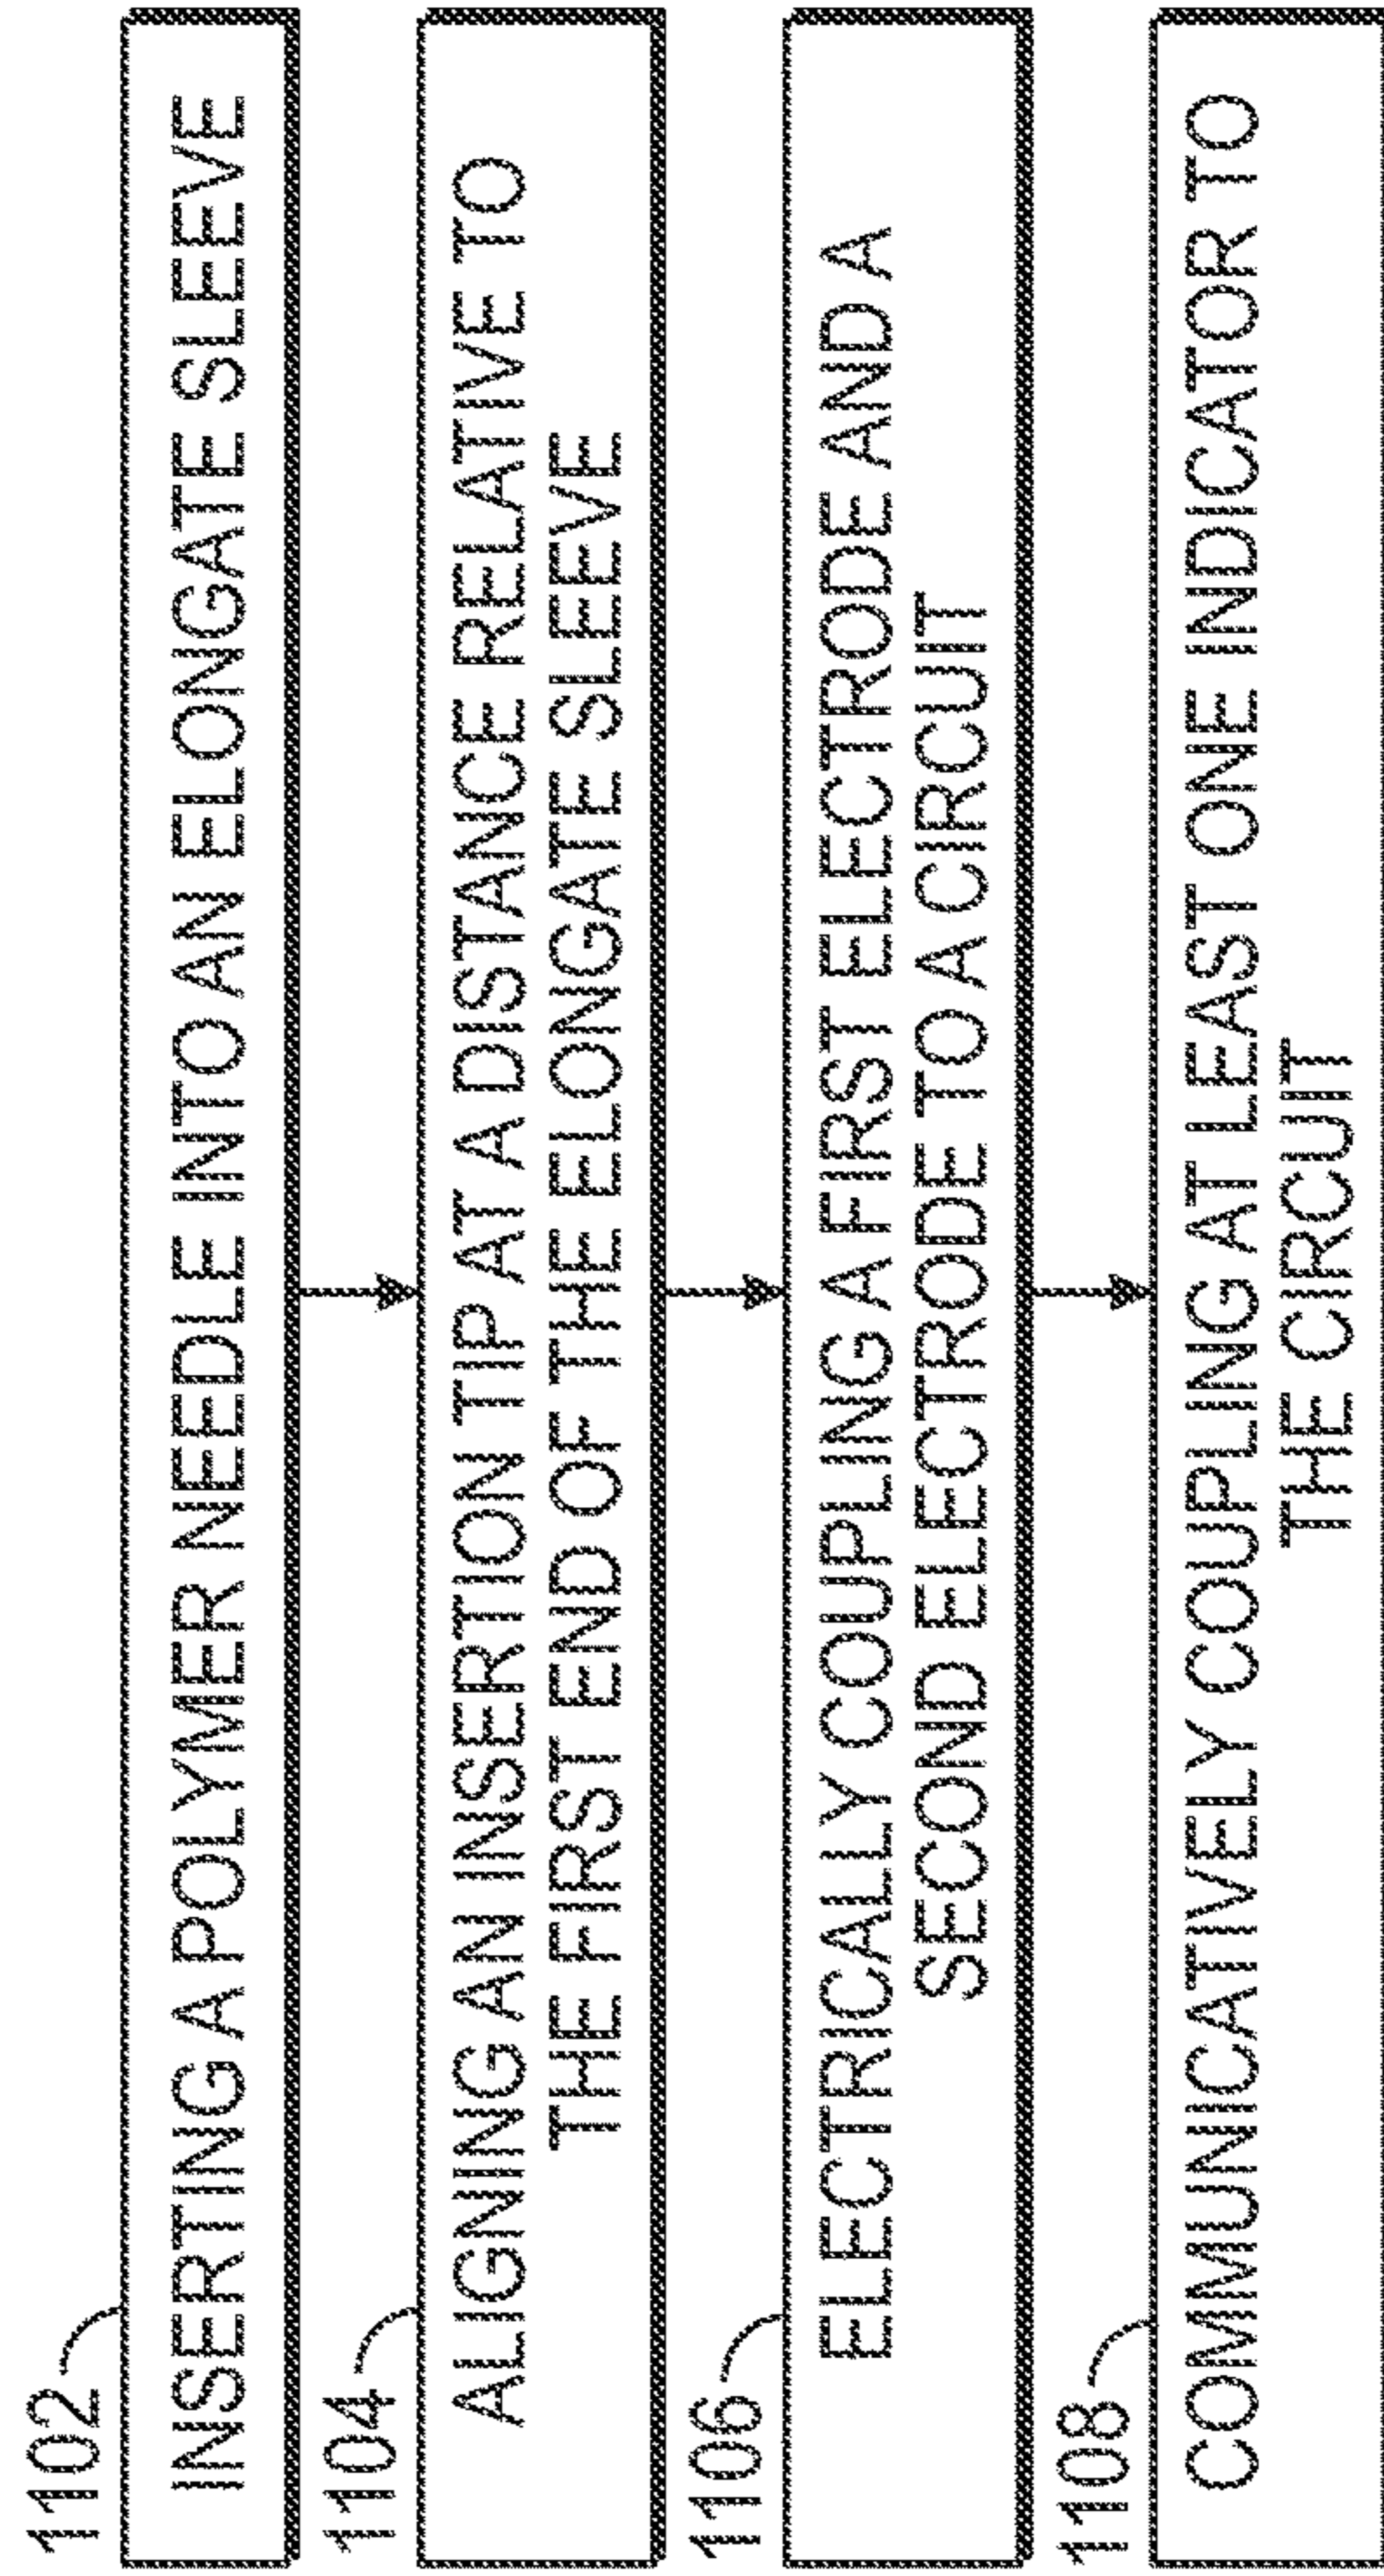 1102
INSERTING A POLYMER NEEDLE INTO AN ELONGATE SLEEVE
1104
ALIGNING AN INSERTION TIP AT A DISTANCE RELATIVE TO
THE FIRST END OF THE ELONGATE SLEEVE
1106
ELECTRICALLY COUPLING A FIRST ELECTRODE AND A
SECOND ELECTRODE TO A CIRCUIT
1108
COMMUNICATIVELY COUPLING AT LEAST ONE INDICATOR TO
THE CIRCUIT